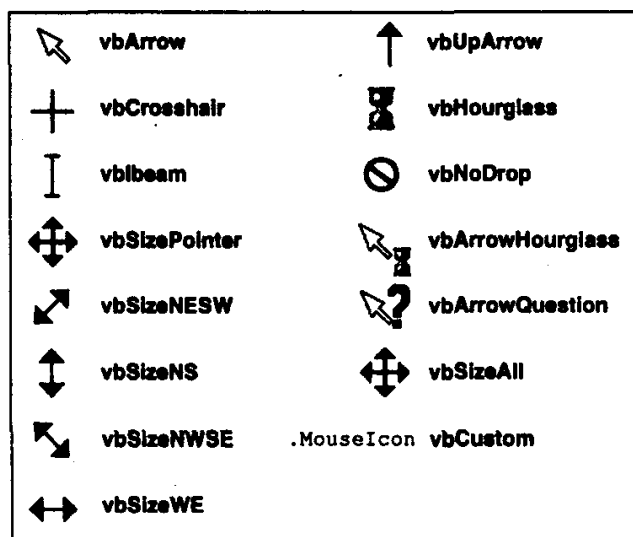 vbArrow
vbUpArrow
vbCrosshair
vbHourglass
vbIbeam
vbNoDrop
vbSizePointer
vbArrowHourglass
vbSizeNESW
vbArrowQuestion
vbSizeNS
vbSizeAll
vbSizeNWSE
.MouseIcon vbCustom
vbSizeWE